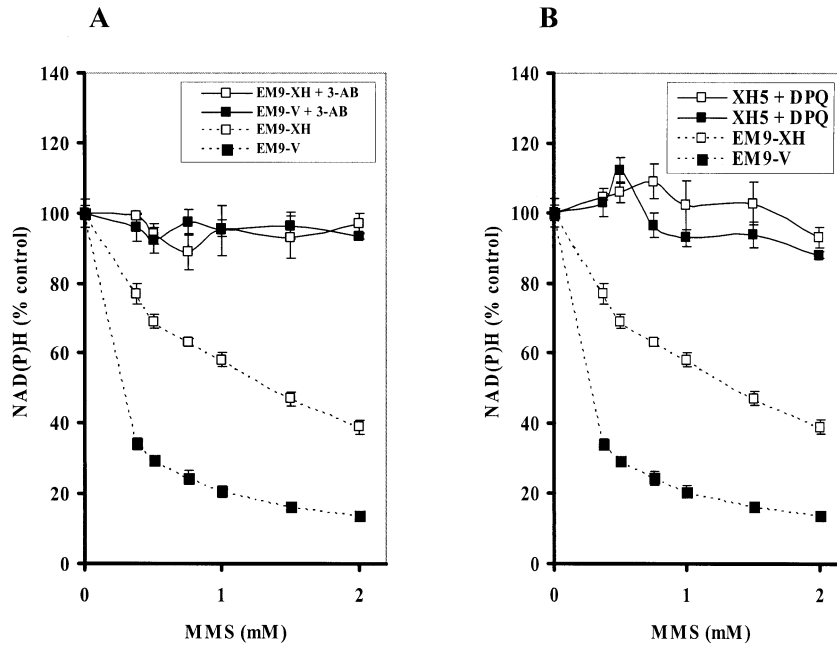 A
NAD(P)H (% control)
140
120
100
80
60
40
20
0
EM9-XH + 3-AB
EM9-V + 3-AB
EM9-XH
EM9-V
0
1
2
MMS (mM)
B
NAD(P)H (% control)
140
120
100
80
60
40
20
0
XH5 + DPQ
XH5 + DPQ
EM9-XH
EM9-V
0
1
2
MMS (mM)